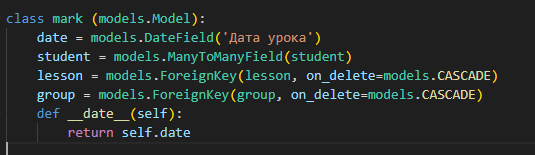 class mark (models.Model):
    date = models.DateField('Дата урока')
    student = models.ManyToManyField(student)
    lesson = models.ForeignKey(lesson, on_delete=models.CASCADE)
    group = models.ForeignKey(group, on_delete=models.CASCADE)
    def __date__(self):
        return self.date